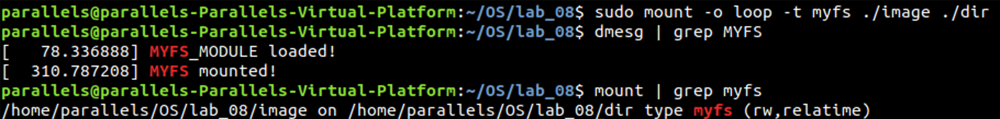 parallels@parallels-Parallels-Virtual-Platform:~/OS/lab_08$ sudo mount -o loop -t myfs ./image ./dir
parallels@parallels-Parallels-Virtual-Platform:~/OS/lab_08$ dmesg | grep MYFS
[   78.336888] MYFS_MODULE loaded!
[  310.787208] MYFS mounted!
parallels@parallels-Parallels-Virtual-Platform:~/OS/lab_08$ mount | grep myfs
/home/parallels/OS/lab_08/image on /home/parallels/OS/lab_08/dir type myfs (rw,relatime)